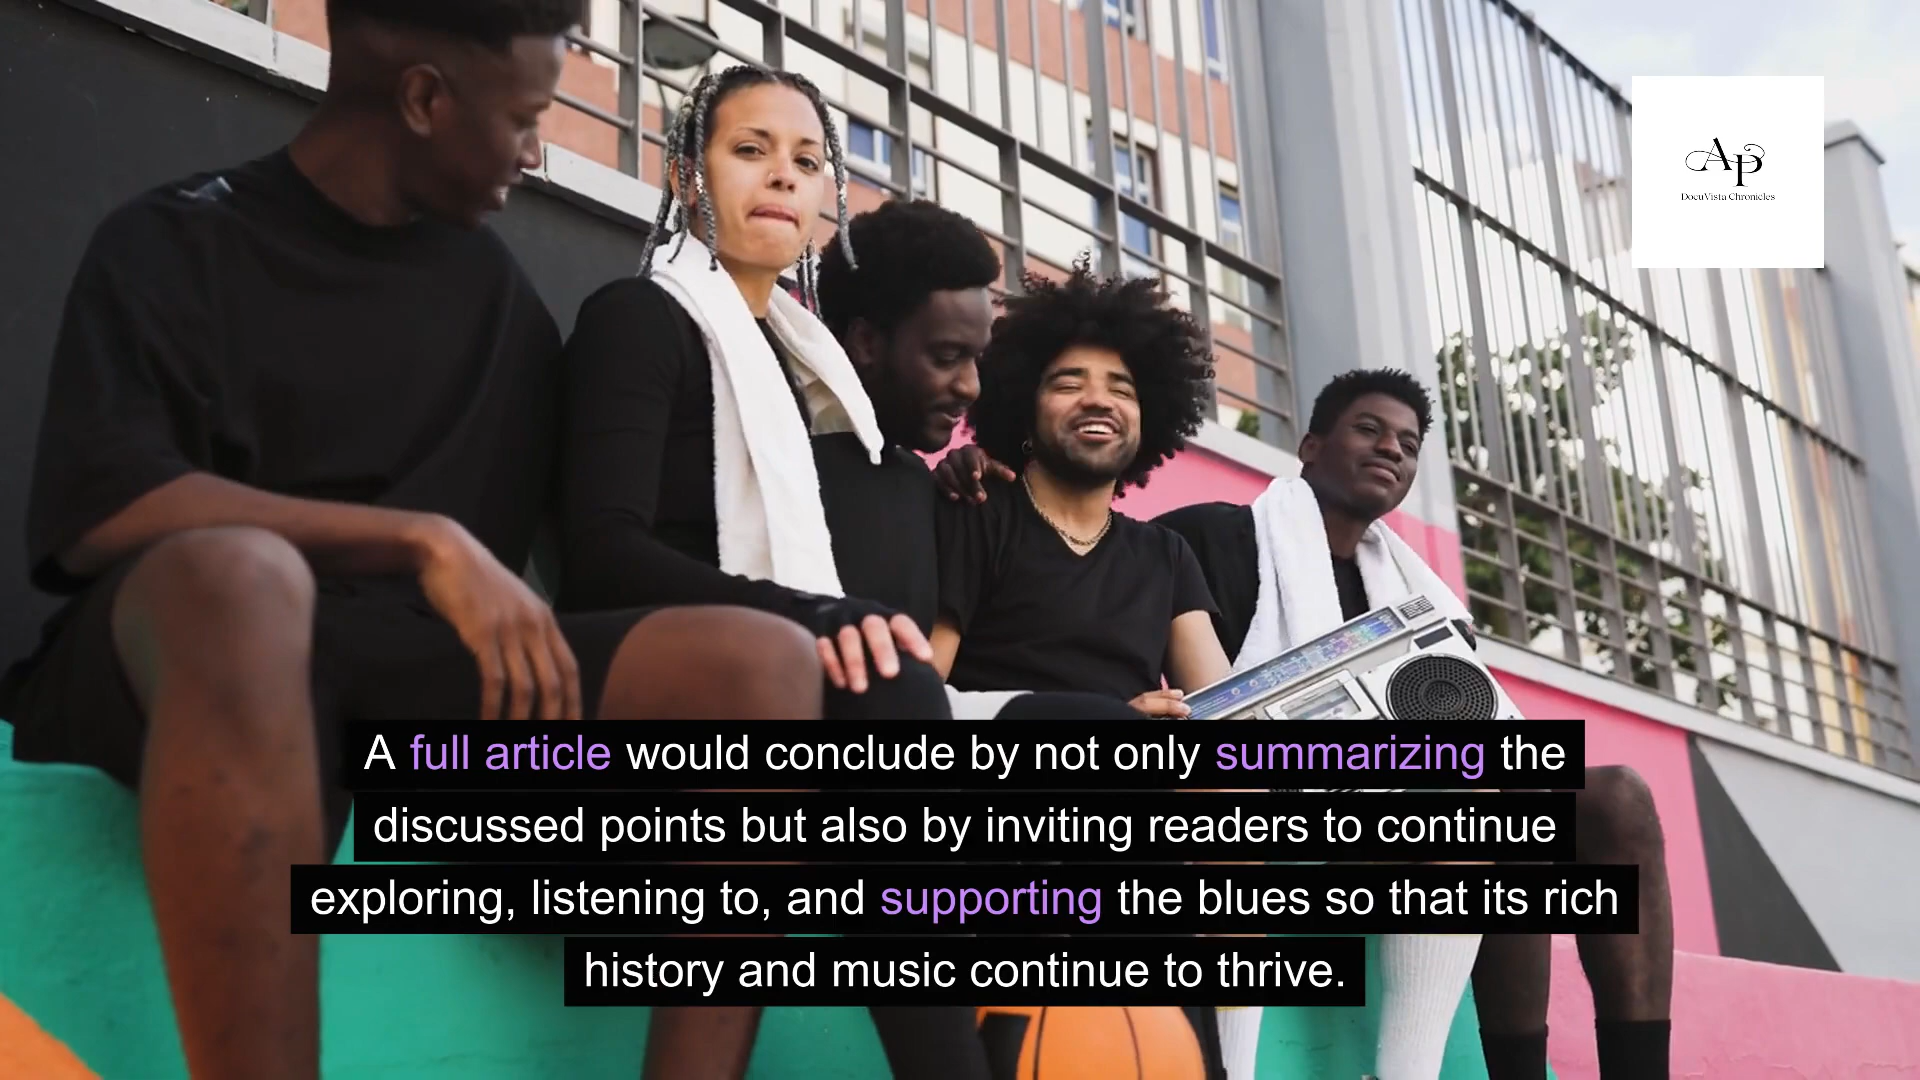 AP
DocuVista Chronicles
A full article would conclude by not only summarizing the
discussed points but also by inviting readers to continue
exploring, listening to, and supporting the blues so that its rich
history and music continue to thrive.